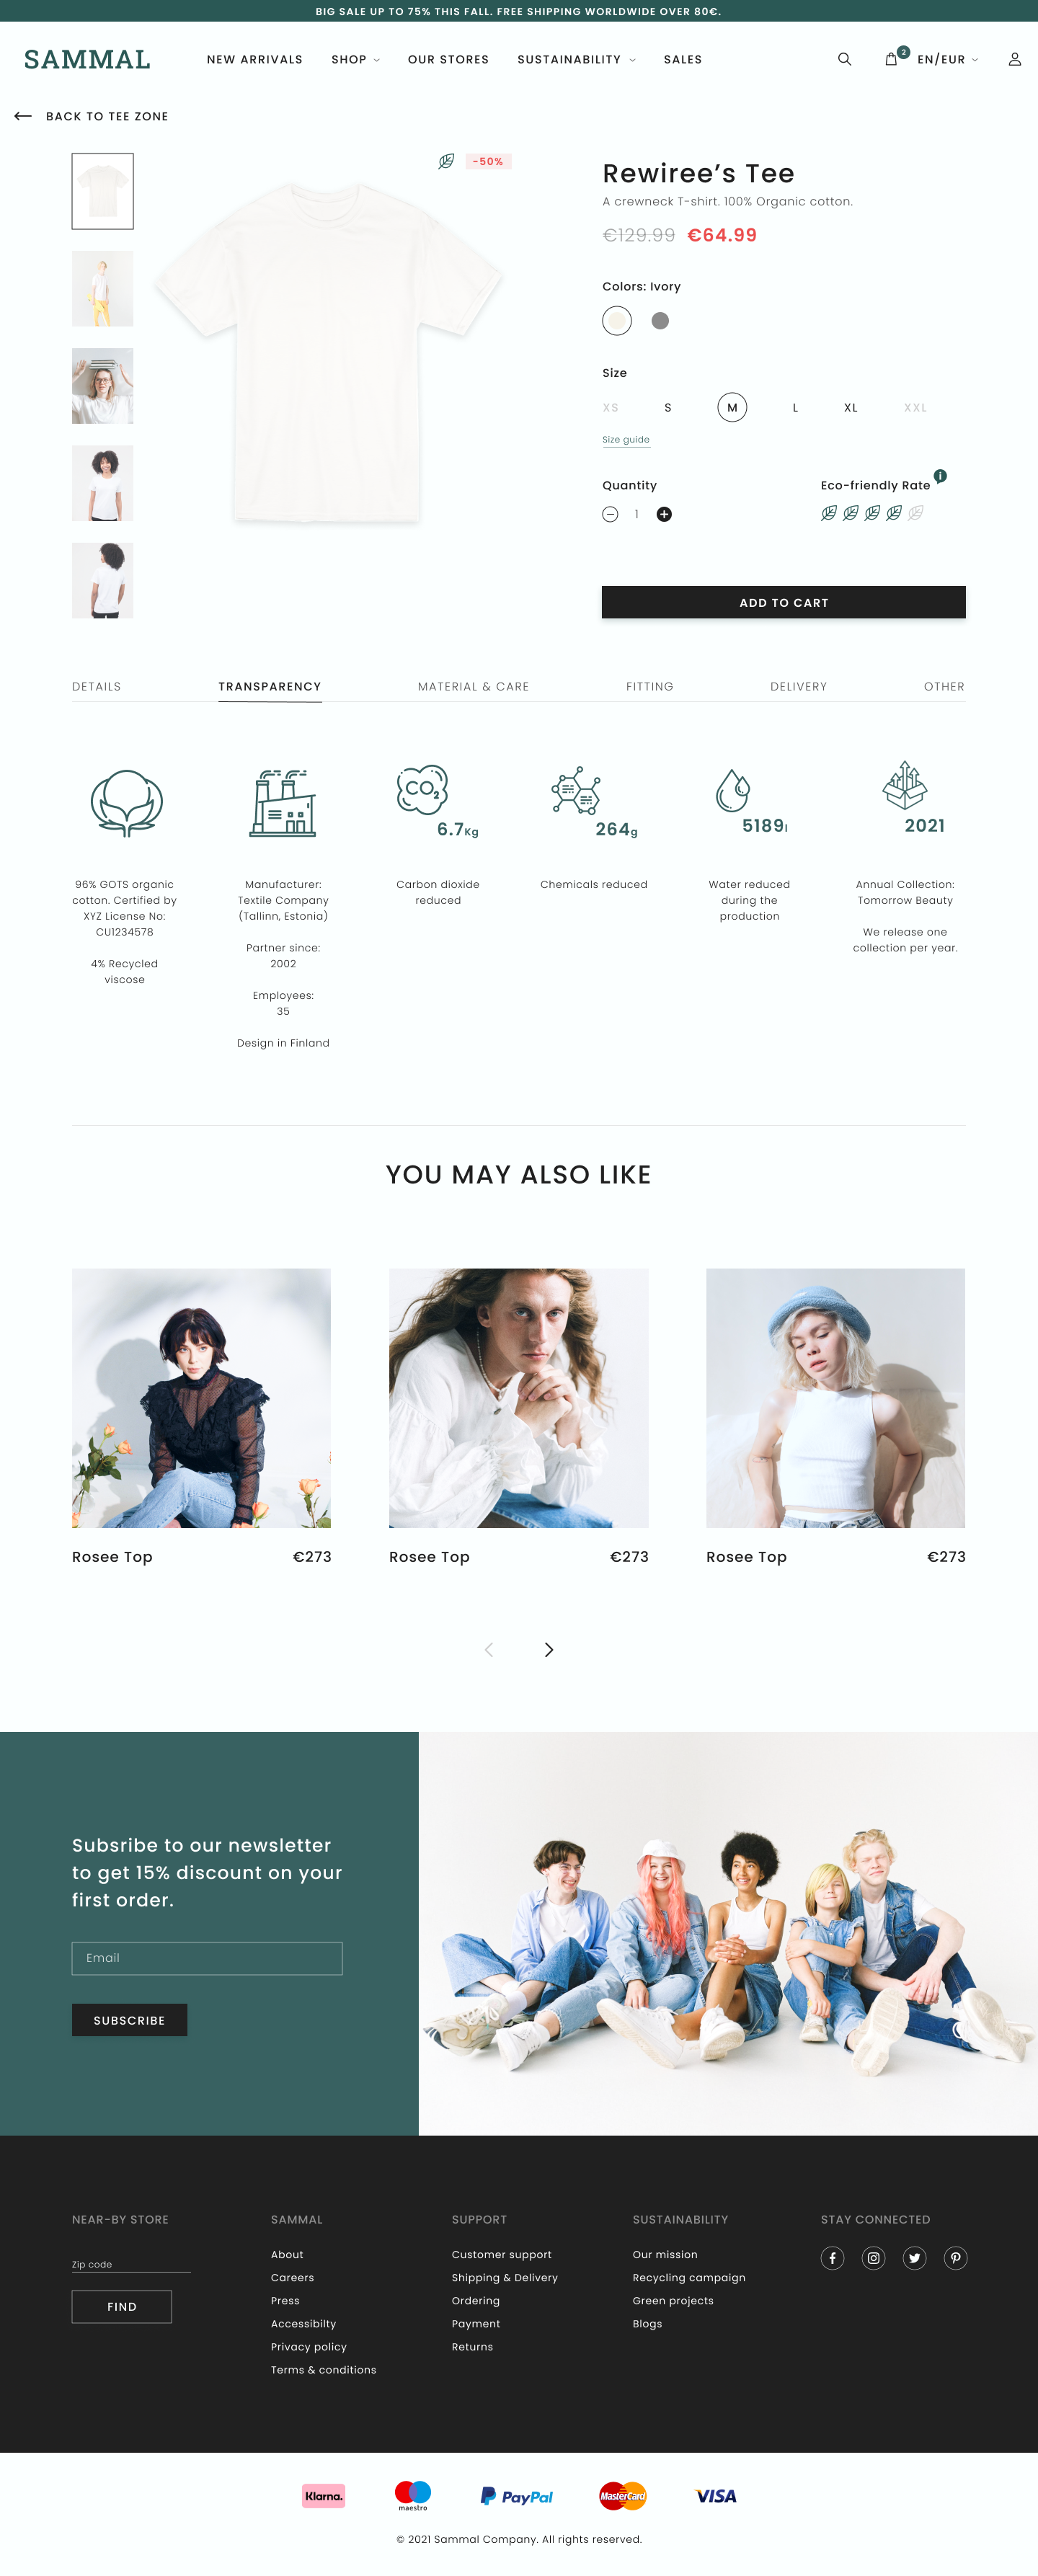 BIG SALE UP TO 75% THIS FALL. FREE SHIPPING WORLDWIDE OVER 80€.
SAMMAL
NEW ARRIVALS
SHOP
OUR STORES
SUSTAINABILITY
SALES
2
EN/EUR
BACK TO TEE ZONE
-50%
Rewiree's Tee
A crewneck T-shirt. 100% Organic cotton.
€129.99 €64.99
Colors: Ivory
Size
XS S M L XL XXL
Size guide
Quantity
1
Eco-friendly Rate
i
ADD TO CART
DETAILS
TRANSPARENCY
MATERIAL & CARE
FITTING
DELIVERY
OTHER
96% GOTS organic
cotton. Certified by
XYZ License No:
CU1234578
4% Recycled
viscose
Manufacturer:
Textile Company
(Tallinn, Estonia)
Partner since:
2002
Employees:
35
Design in Finland
CO2
6.7Kg
Carbon dioxide
reduced
264g
Chemicals reduced
5189l
Water reduced
during the
production
2021
Annual Collection:
Tomorrow Beauty
We release one
collection per year.
YOU MAY ALSO LIKE
Rosee Top €273
Rosee Top €273
Rosee Top €273
Subsribe to our newsletter
to get 15% discount on your
first order.
Email
SUBSCRIBE
NEAR-BY STORE
Zip code
FIND
SAMMAL
About
Careers
Press
Accessibilty
Privacy policy
Terms & conditions
SUPPORT
Customer support
Shipping & Delivery
Ordering
Payment
Returns
SUSTAINABILITY
Our mission
Recycling campaign
Green projects
Blogs
STAY CONNECTED
Klarna.
maestro
PayPal
MasterCard
VISA
© 2021 Sammal Company. All rights reserved.